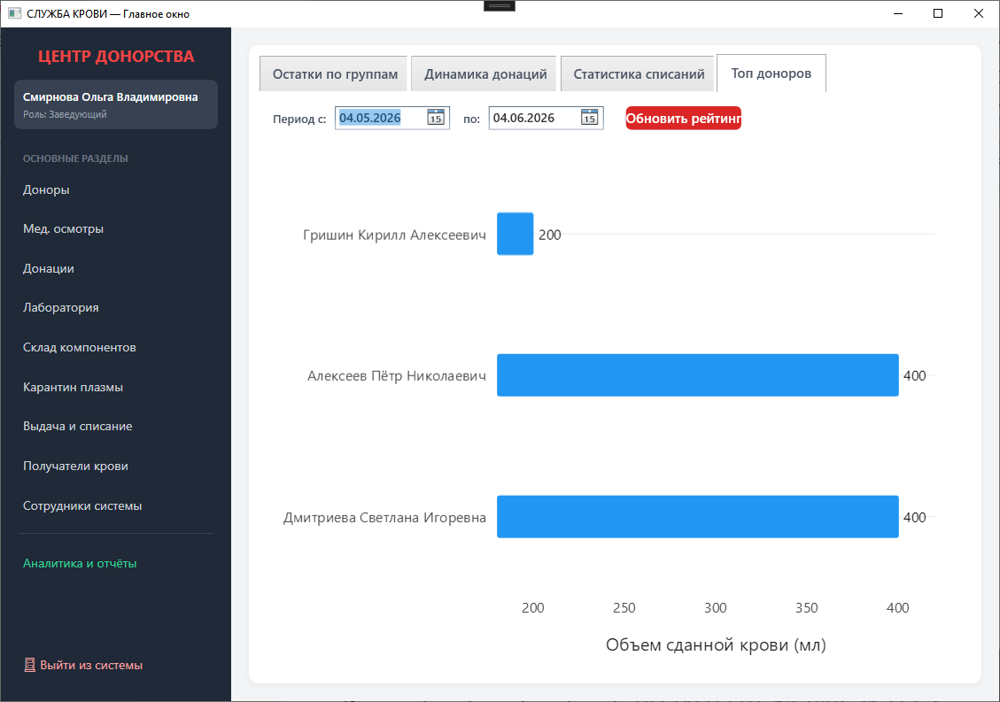 СЛУЖБА КРОВИ — Главное окно
ЦЕНТР ДОНОРСТВА
Смирнова Ольга Владимировна
Роль: Заведующий
ОСНОВНЫЕ РАЗДЕЛЫ
Доноры
Мед. осмотры
Донации
Лаборатория
Склад компонентов
Карантин плазмы
Выдача и списание
Получатели крови
Сотрудники системы
Аналитика и отчёты
Выйти из системы
Остатки по группам
Динамика донаций
Статистика списаний
Топ доноров
Период с: 04.05.2026 15 по: 04.06.2026 15 Обновить рейтинг
Гришин Кирилл Алексеевич 200
Алексеев Пётр Николаевич 400
Дмитриева Светлана Игоревна 400
200 250 300 350 400
Объем сданной крови (мл)